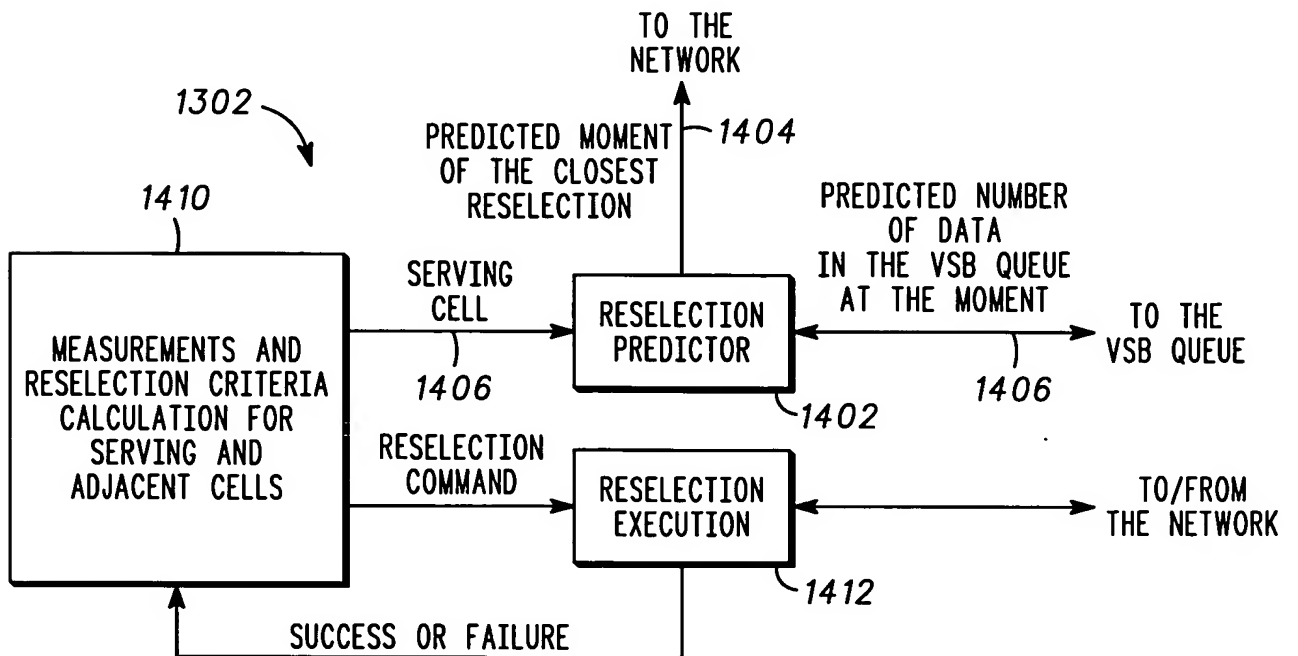 TO THE
NETWORK
1302
PREDICTED MOMENT
OF THE CLOSEST
RESELECTION
1404
1410
PREDICTED NUMBER
OF DATA
IN THE VSB QUEUE
AT THE MOMENT
MEASUREMENTS AND
RESELECTION CRITERIA
CALCULATION FOR
SERVING AND
ADJACENT CELLS
SERVING
CELL
1406
RESELECTION
PREDICTOR
1402
1406
TO THE
VSB QUEUE
RESELECTION
COMMAND
RESELECTION
EXECUTION
1412
TO/FROM
THE NETWORK
SUCCESS OR FAILURE